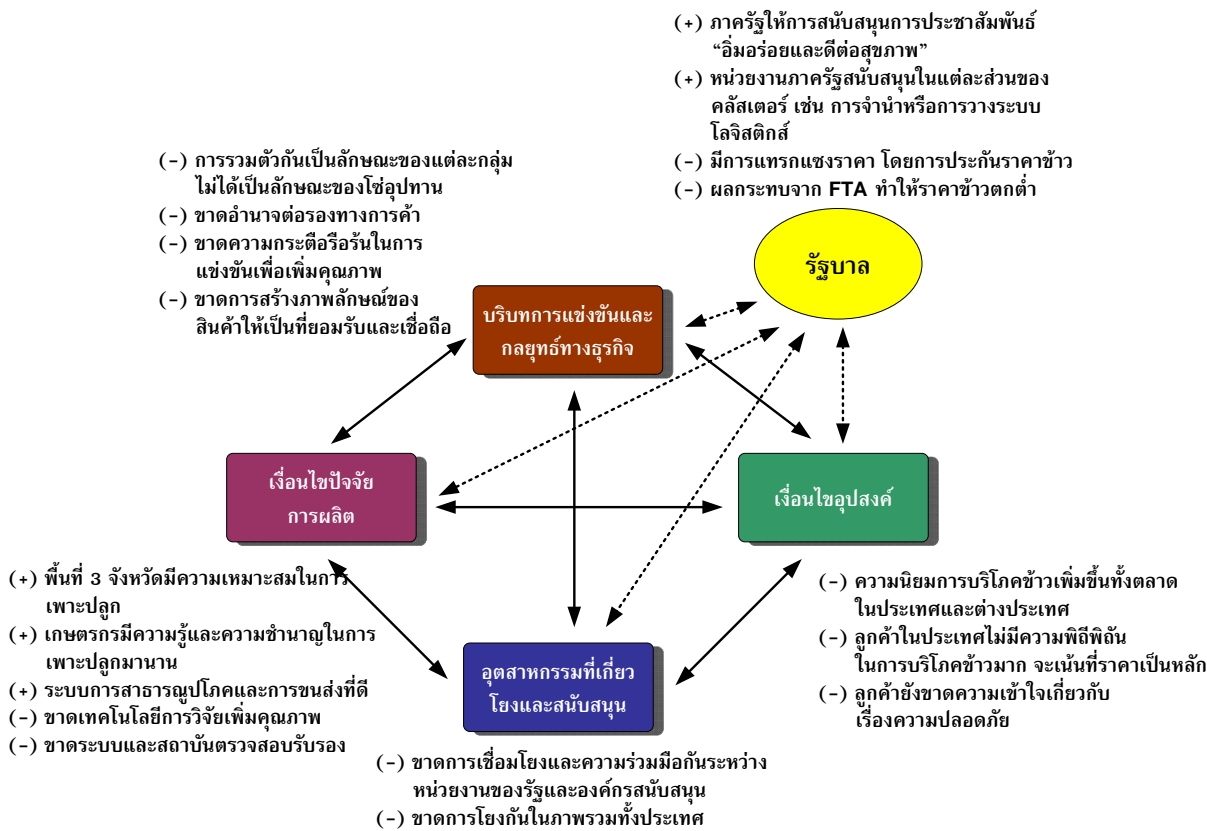 (+) ภาครัฐให้การสนับสนุนการประชาสัมพันธ์
“อิ่มอร่อยและดีต่อสุขภาพ”
(+) หน่วยงานภาครัฐสนับสนุนในแต่ละส่วนของ
คลัสเตอร์ เช่น การจำนำหรือการวางระบบ
โลจิสติกส์
(-) มีการแทรกแซงราคา โดยการประกันราคาข้าว
(-) ผลกระทบจาก FTA ทำให้ราคาข้าวตกต่ำ
(-) การรวมตัวกันเป็นลักษณะของแต่ละกลุ่ม
ไม่ได้เป็นลักษณะของโซ่อุปทาน
(-) ขาดอำนาจต่อรองทางการค้า
(-) ขาดความกระตือรือร้นในการ
แข่งขันเพื่อเพิ่มคุณภาพ
(-) ขาดการสร้างภาพลักษณ์ของ
สินค้าให้เป็นที่ยอมรับและเชื่อถือ
รัฐบาล
บริบทการแข่งขันและ
กลยุทธ์ทางธุรกิจ
เงื่อนไขปัจจัย
การผลิต
เงื่อนไขอุปสงค์
(+) พื้นที่ 3 จังหวัดมีความเหมาะสมในการ
เพาะปลูก
(+) เกษตรกรมีความรู้และความชำนาญในการ
เพาะปลูกมานาน
(+) ระบบการสาธารณูปโภคและการขนส่งที่ดี
(-) ขาดเทคโนโลยีการวิจัยเพิ่มคุณภาพ
(-) ขาดระบบและสถาบันตรวจสอบรับรอง
อุตสาหกรรมที่เกี่ยว
โยงและสนับสนุน
(-) ความนิยมการบริโภคข้าวเพิ่มขึ้นทั้งตลาด
ในประเทศและต่างประเทศ
(-) ลูกค้าในประเทศไม่มีความพิถีพิถัน
ในการบริโภคข้าวมาก จะเน้นที่ราคาเป็นหลัก
(-) ลูกค้ายังขาดความเข้าใจเกี่ยวกับ
เรื่องความปลอดภัย
(-) ขาดการเชื่อมโยงและความร่วมมือกันระหว่าง
หน่วยงานของรัฐและองค์กรสนับสนุน
(-) ขาดการโยงกันในภาพรวมทั้งประเทศ